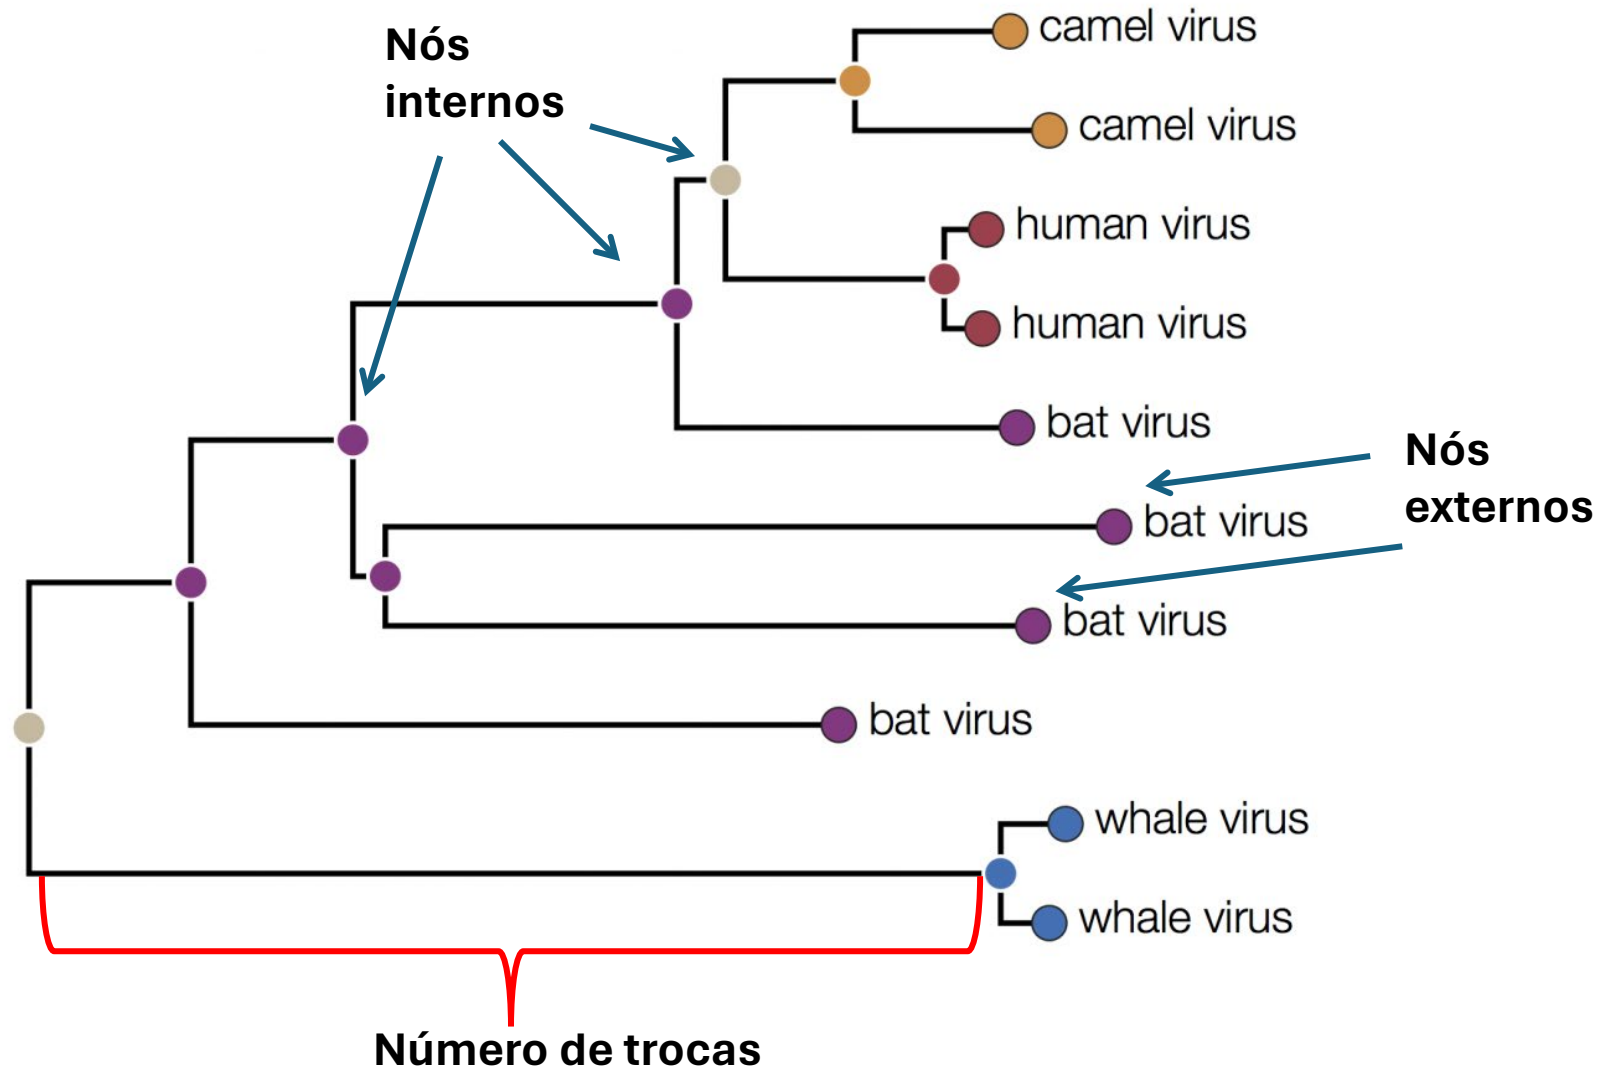 Nós
internos
camel virus
camel virus
human virus
human virus
bat virus
Nós
externos
bat virus
bat virus
bat virus
whale virus
whale virus
Número de trocas